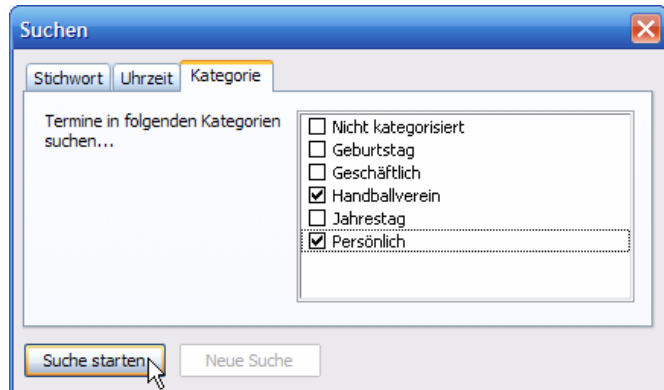 Suchen
Stichwort Uhrzeit Kategorie
Termine in folgenden Kategorien
suchen...
Nicht kategorisiert
Geburtstag
Geschäftlich
Handballverein
Jahrestag
Persönlich
Suche starten Neue Suche